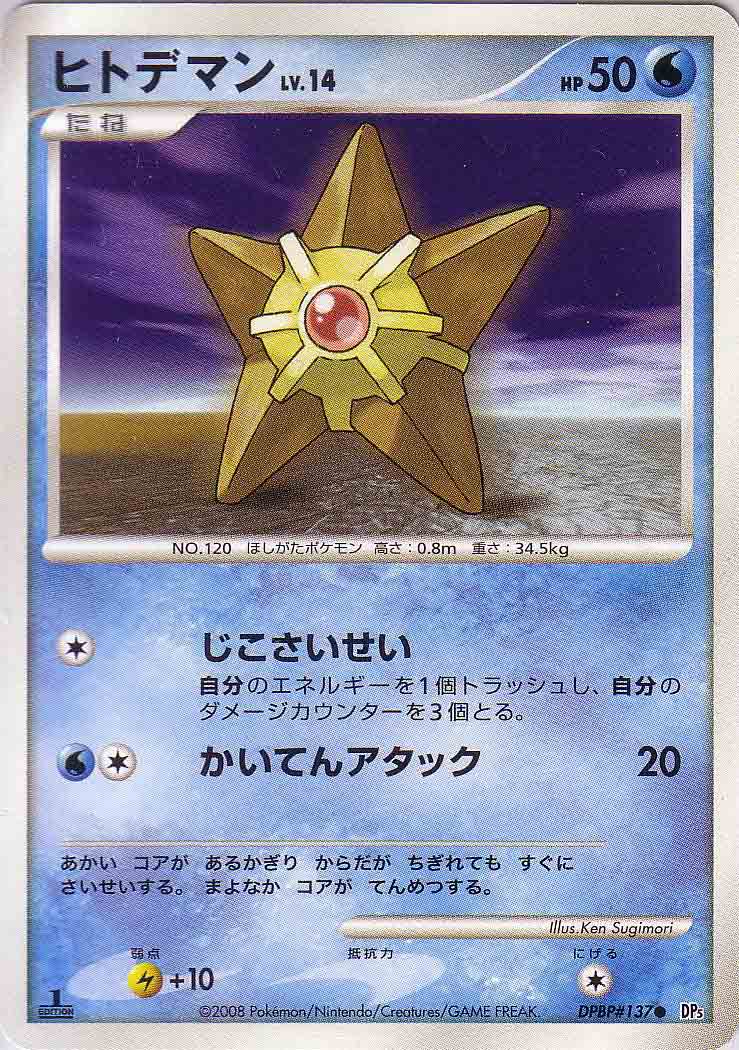 ヒトデマン LV.14 HP 50
たね
NO.120 ほしがたポケモン 高さ：0.8m 重さ：34.5kg
じこさいせい
自分のエネルギーを1個トラッシュし、自分の
ダメージカウンターを3個とる。
かいてんアタック 20
あかい コアが あるかぎり からだが ちぎれても すぐに
さいせいする。 まよなか コアが てんめつする。
Illus.Ken Sugimori
弱点 抵抗力 にげる
+10
1 EDITION ©2008 Pokémon/Nintendo/Creatures/GAME FREAK. DPBP#137● DP5